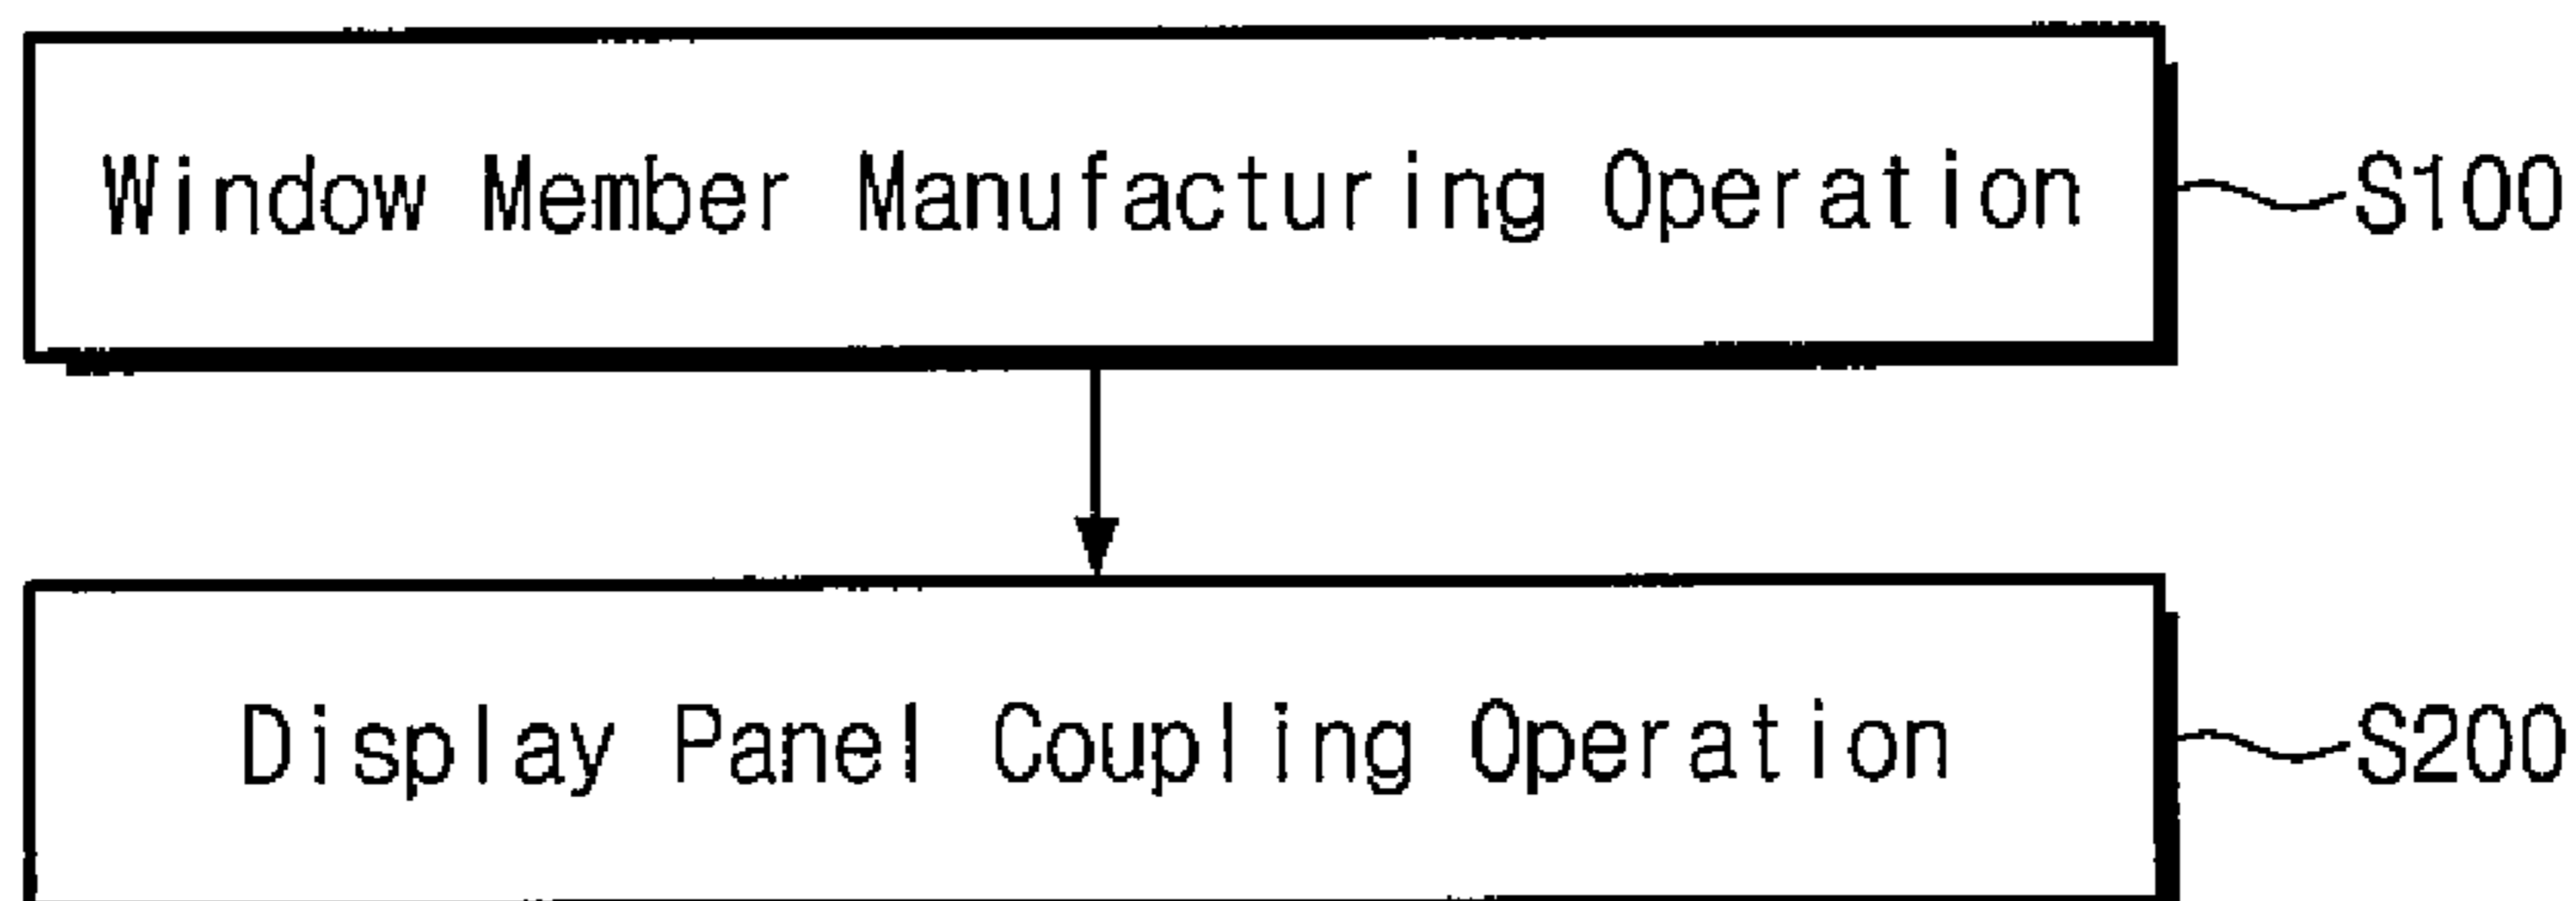 Window Member Manufacturing Operation S100
Display Panel Coupling Operation S200